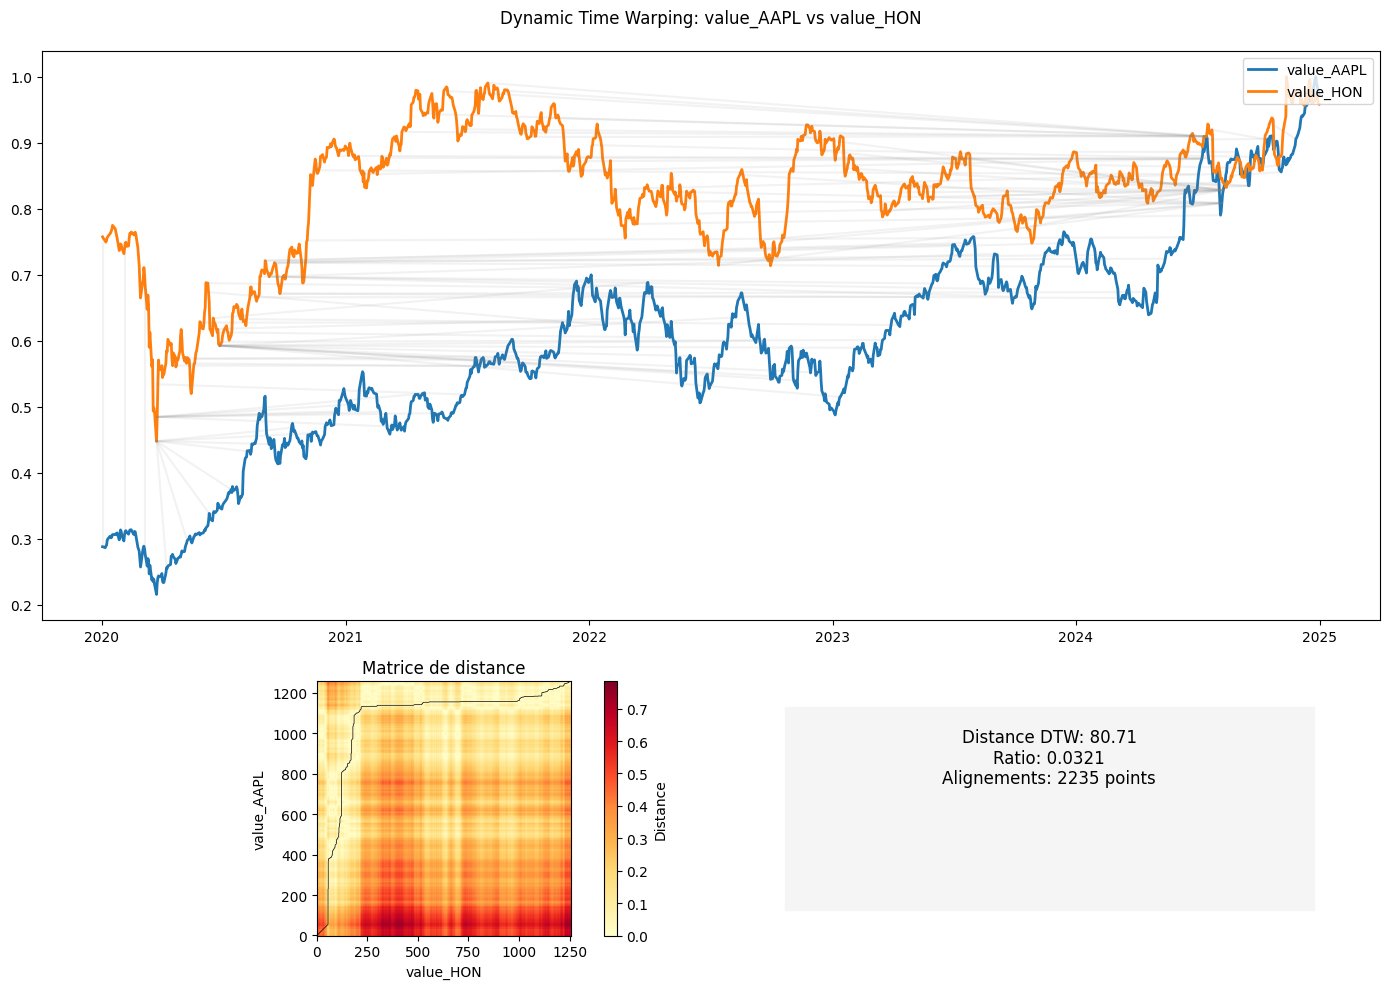 Dynamic Time Warping: value_AAPL vs value_HON
value_AAPL
value_HON
1.0
0.9
0.8
0.7
0.6
0.5
0.4
0.3
0.2
2020 2021 2022 2023 2024 2025
Matrice de distance
value_AAPL
1200
1000
800
600
400
200
0
0 250 500 750 1000 1250
value_HON
0.7
0.6
0.5
0.4
0.3
0.2
0.1
0.0
Distance
Distance DTW: 80.71
Ratio: 0.0321
Alignements: 2235 points